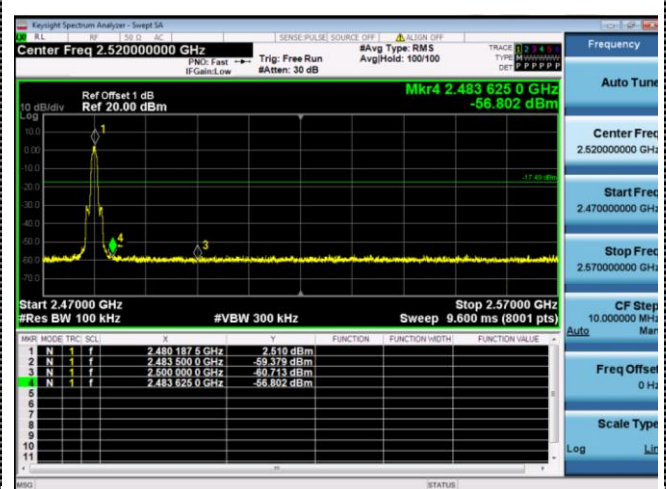 Keysight Spectrum Analyzer - Swept SA
RL RF 50 Ω AC SENSE:PULSE SOURCE OFF ALIGN OFF
Center Freq 2.520000000 GHz
PNO: Fast
IFGain:Low
Trig: Free Run
#Atten: 30 dB
#Avg Type: RMS
Avg|Hold: 100/100
TRACE 1 2 3 4 5 6
TYPE M W W W W W
DET P P P P P P
Ref Offset 1 dB
10 dB/div Ref 20.00 dBm
Log
Mkr4 2.483 625 0 GHz
-56.802 dBm
10.0
0.00
-10.0
-20.0
-30.0
-40.0
-50.0
-60.0
-70.0
1
4
3
Start 2.47000 GHz Stop 2.57000 GHz
#Res BW 100 kHz #VBW 300 kHz Sweep 9.600 ms (8001 pts)
MKR MODE TRC SCL X Y FUNCTION FUNCTION WIDTH FUNCTION VALUE
1 N 1 f 2.480 187 5 GHz 2.510 dBm
2 N 1 f 2.483 500 0 GHz -59.379 dBm
3 N 1 f 2.500 000 0 GHz -60.713 dBm
4 N 1 f 2.483 625 0 GHz -56.802 dBm
5
6
7
8
9
10
11
MSG STATUS
Frequency
Auto Tune
Center Freq
2.520000000 GHz
Start Freq
2.470000000 GHz
Stop Freq
2.570000000 GHz
CF Step
10.000000 MHz
Auto Man
Freq Offset
0 Hz
Scale Type
Log Lin